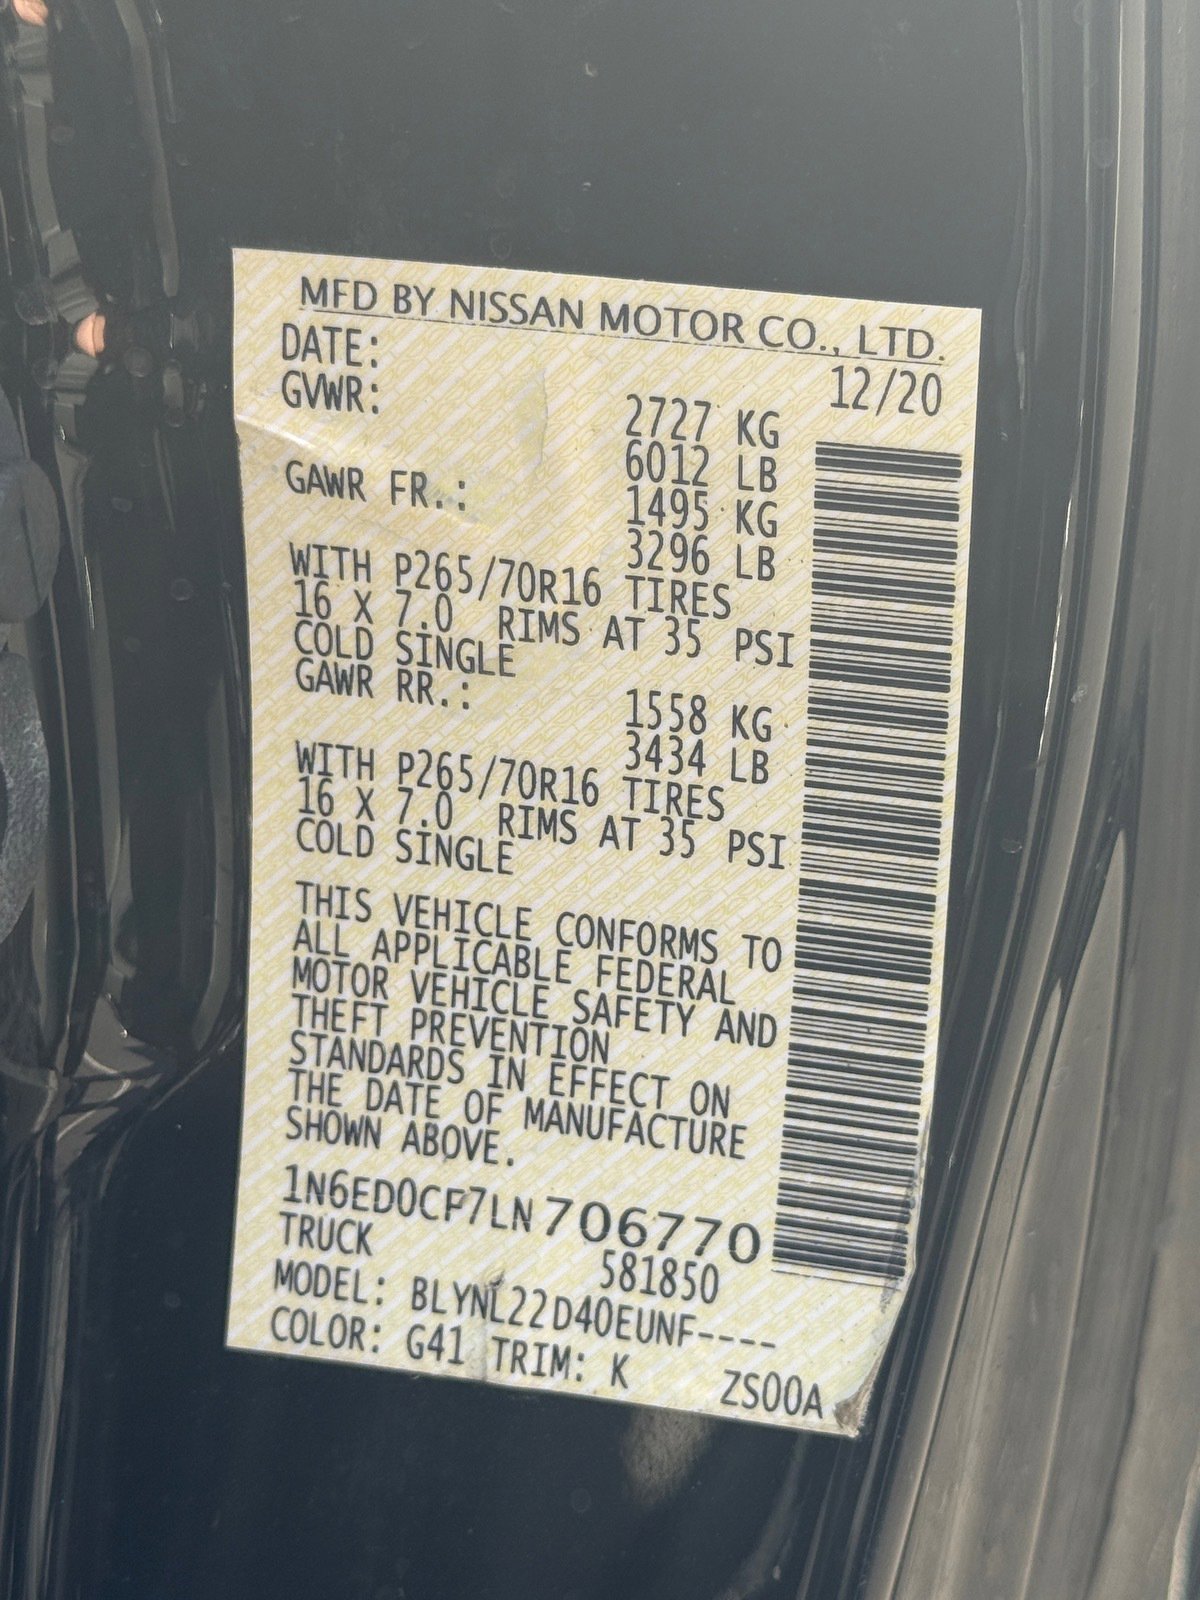 MFD BY NISSAN MOTOR CO., LTD.
DATE: 12/20
GVWR: 2727 KG
6012 LB
GAWR FR.: 1495 KG
3296 LB
WITH P265/70R16 TIRES
16 X 7.0 RIMS AT 35 PSI
COLD SINGLE
GAWR RR.: 1558 KG
3434 LB
WITH P265/70R16 TIRES
16 X 7.0 RIMS AT 35 PSI
COLD SINGLE
THIS VEHICLE CONFORMS TO
ALL APPLICABLE FEDERAL
MOTOR VEHICLE SAFETY AND
THEFT PREVENTION
STANDARDS IN EFFECT ON
THE DATE OF MANUFACTURE
SHOWN ABOVE.
1N6ED0CF7LN706770
TRUCK 581850
MODEL: BLYNL22D40EUNF----
COLOR: G41 TRIM: K ZS00A